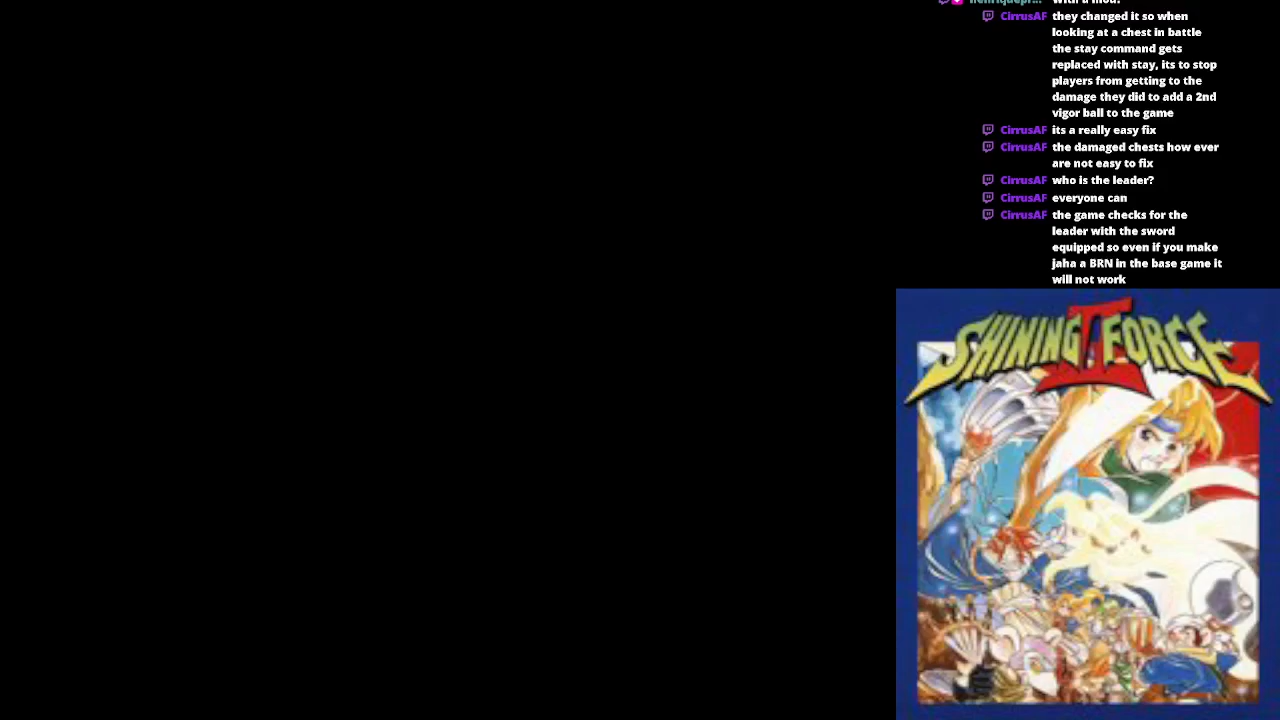 with a mod.
CirrusAF they changed it so when
looking at a chest in battle
the stay command gets
replaced with stay, its to stop
players from getting to the
damage they did to add a 2nd
vigor ball to the game
CirrusAF its a really easy fix
CirrusAF the damaged chests how ever
are not easy to fix
CirrusAF who is the leader?
CirrusAF everyone can
CirrusAF the game checks for the
leader with the sword
equipped so even if you make
jaha a BRN in the base game it
will not work
SHINING II FORCE